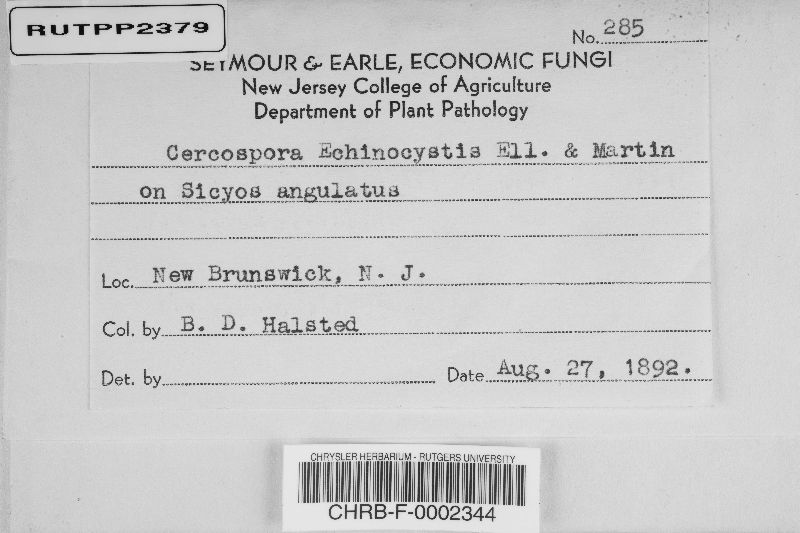 RUTPP2379
No. 285
SEYMOUR & EARLE, ECONOMIC FUNGI
New Jersey College of Agriculture
Department of Plant Pathology
Cercospora Echinocystis Ell. & Martin
on Sicyos angulatus
Loc. New Brunswick, N. J.
Col. by B. D. Halsted
Det. by
Date Aug. 27, 1892.
CHRYSLER HERBARIUM - RUTGERS UNIVERSITY
CHRB-F-0002344